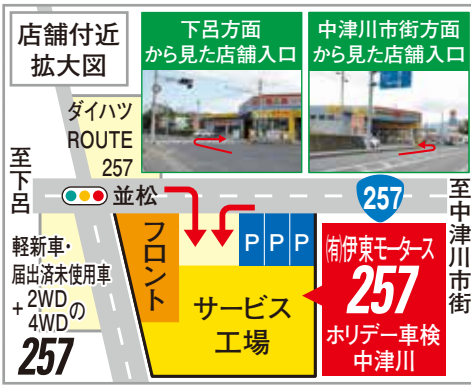 店舗付近
拡大図
下呂方面
から見た店舗入口
中津川市街方面
から見た店舗入口
ダイハツ
ROUTE
257
至下呂
並松
257
至中津川市街
軽新車・
届出済未使用車
+2WD
4WDの
257
フロント
P P P
サービス
工場
㈲伊東モータース
257
ホリデー車検
中津川